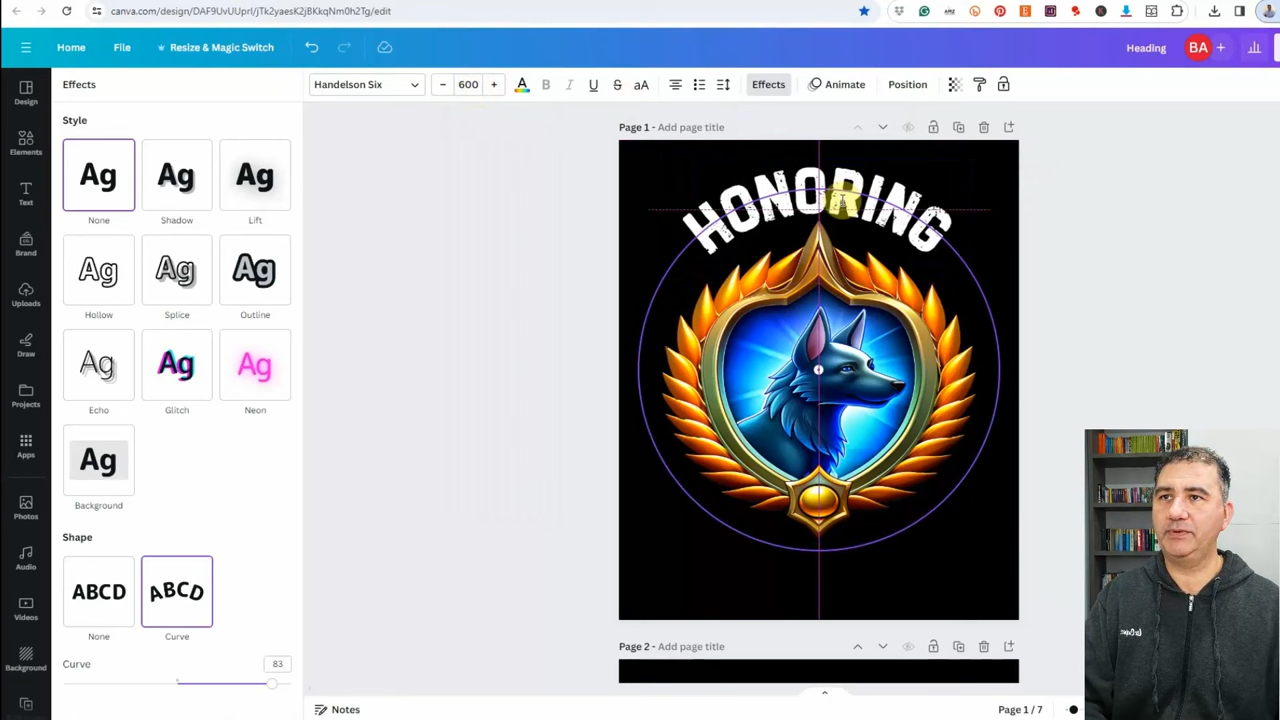 canva.com/design/DAF9UvUUprI/jTk2yaesK2jBKkqNm0h2Tg/edit
Home
File
Resize & Magic Switch
Heading
BA
+
Design
Elements
Text
Brand
Uploads
Draw
Projects
Apps
Photos
Audio
Videos
Background
Effects
Style
Ag
Ag
Ag
None
Shadow
Lift
Ag
Ag
Ag
Hollow
Splice
Outline
Ag
Ag
Ag
Echo
Glitch
Neon
Ag
Background
Shape
ABCD
ABCD
None
Curve
Curve
83
Handelson Six
600
A
B
I
U
S
aA
Effects
Animate
Position
Page 1 - Add page title
HONORING
Page 2 - Add page title
Notes
Page 1 / 7